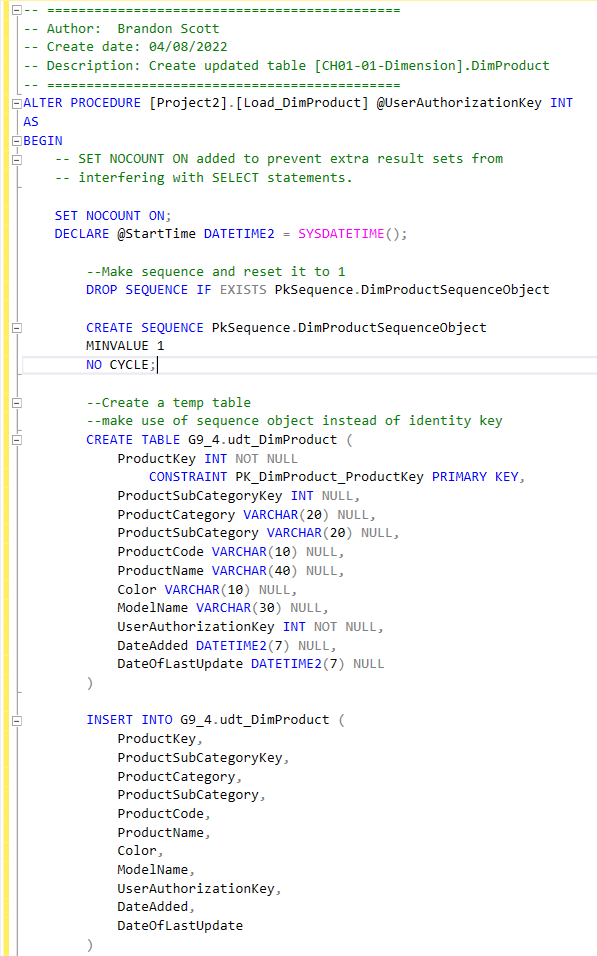 -- =============================================
-- Author:  Brandon Scott
-- Create date: 04/08/2022
-- Description: Create updated table [CH01-01-Dimension].DimProduct
-- =============================================
ALTER PROCEDURE [Project2].[Load_DimProduct] @UserAuthorizationKey INT
AS
BEGIN
    -- SET NOCOUNT ON added to prevent extra result sets from
    -- interfering with SELECT statements.

    SET NOCOUNT ON;
    DECLARE @StartTime DATETIME2 = SYSDATETIME();

        --Make sequence and reset it to 1
        DROP SEQUENCE IF EXISTS PkSequence.DimProductSequenceObject

        CREATE SEQUENCE PkSequence.DimProductSequenceObject
        MINVALUE 1
        NO CYCLE;

        --Create a temp table
        --make use of sequence object instead of identity key
        CREATE TABLE G9_4.udt_DimProduct (
            ProductKey INT NOT NULL
                CONSTRAINT PK_DimProduct_ProductKey PRIMARY KEY,
            ProductSubCategoryKey INT NULL,
            ProductCategory VARCHAR(20) NULL,
            ProductSubCategory VARCHAR(20) NULL,
            ProductCode VARCHAR(10) NULL,
            ProductName VARCHAR(40) NULL,
            Color VARCHAR(10) NULL,
            ModelName VARCHAR(30) NULL,
            UserAuthorizationKey INT NOT NULL,
            DateAdded DATETIME2(7) NULL,
            DateOfLastUpdate DATETIME2(7) NULL
        )

        INSERT INTO G9_4.udt_DimProduct (
            ProductKey,
            ProductSubCategoryKey,
            ProductCategory,
            ProductSubCategory,
            ProductCode,
            ProductName,
            Color,
            ModelName,
            UserAuthorizationKey,
            DateAdded,
            DateOfLastUpdate
        )